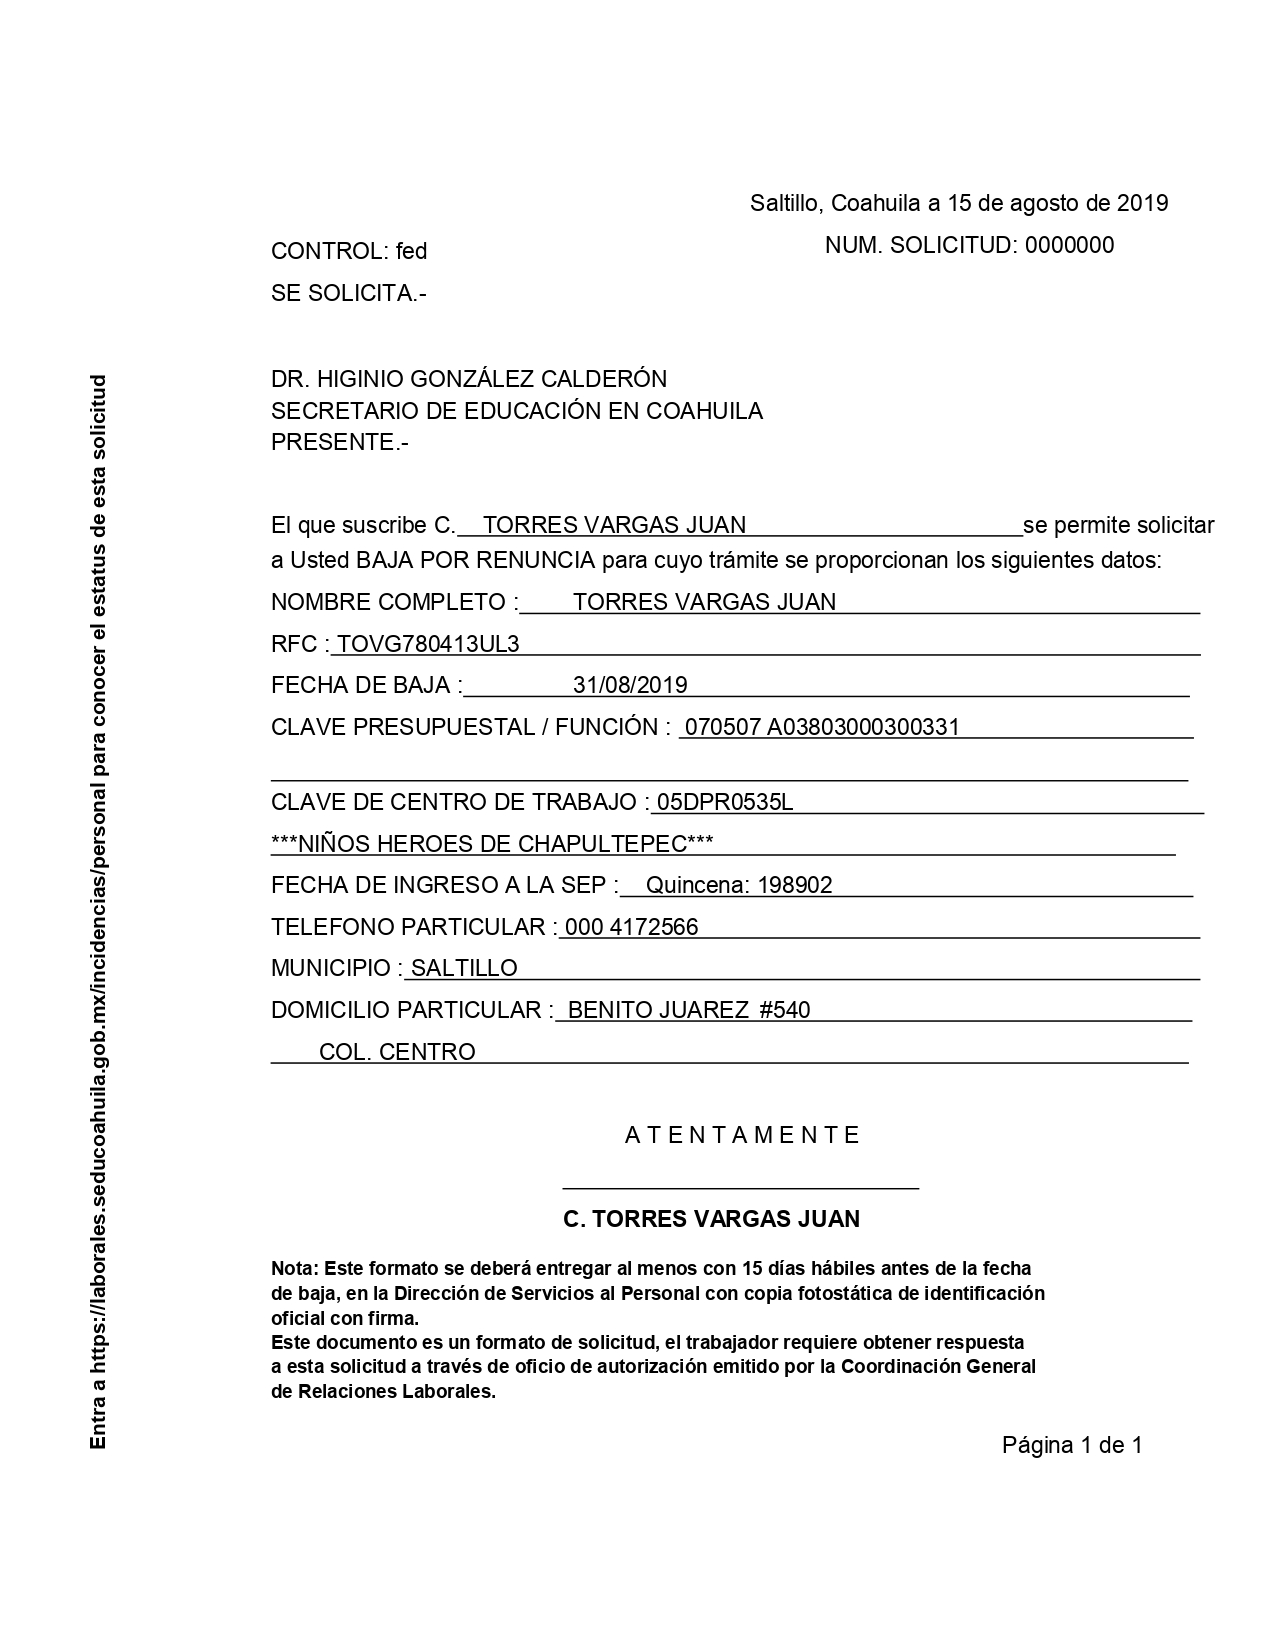 Saltillo, Coahuila a 15 de agosto de 2019
NUM. SOLICITUD: 0000000
CONTROL: fed
SE SOLICITA.-
DR. HIGINIO GONZÁLEZ CALDERÓN
SECRETARIO DE EDUCACIÓN EN COAHUILA
PRESENTE.-
El que suscribe C. TORRES VARGAS JUAN se permite solicitar
a Usted BAJA POR RENUNCIA para cuyo trámite se proporcionan los siguientes datos:
NOMBRE COMPLETO : TORRES VARGAS JUAN
RFC : TOVG780413UL3
FECHA DE BAJA : 31/08/2019
CLAVE PRESUPUESTAL / FUNCIÓN : 070507 A03803000300331
CLAVE DE CENTRO DE TRABAJO : 05DPR0535L
***NIÑOS HEROES DE CHAPULTEPEC***
FECHA DE INGRESO A LA SEP : Quincena: 198902
TELEFONO PARTICULAR : 000 4172566
MUNICIPIO : SALTILLO
DOMICILIO PARTICULAR : BENITO JUAREZ #540
COL. CENTRO
A T E N T A M E N T E
C. TORRES VARGAS JUAN
Nota: Este formato se deberá entregar al menos con 15 días hábiles antes de la fecha
de baja, en la Dirección de Servicios al Personal con copia fotostática de identificación
oficial con firma.
Este documento es un formato de solicitud, el trabajador requiere obtener respuesta
a esta solicitud a través de oficio de autorización emitido por la Coordinación General
de Relaciones Laborales.
Página 1 de 1
Entra a https://laborales.seducoahuila.gob.mx/incidencias/personal para conocer el estatus de esta solicitud